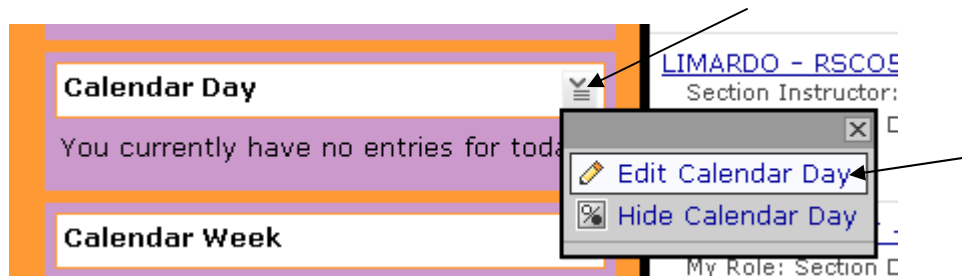 Calendar Day
You currently have no entries for toda
Edit Calendar Day
Hide Calendar Day
Calendar Week
LIMARDO - RSCO5
Section Instructor:
My Role: Section